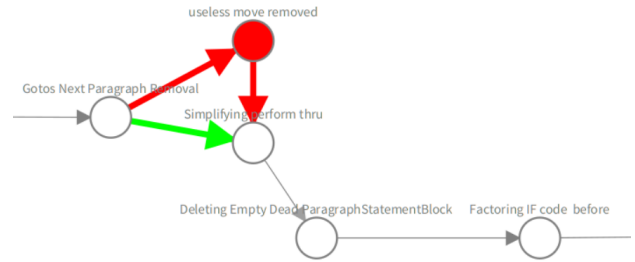 useless move removed
Gotos Next Paragraph Removal
Simplifying perform thru
Deleting Empty Dead ParagraphStatementBlock
Factoring IF code before